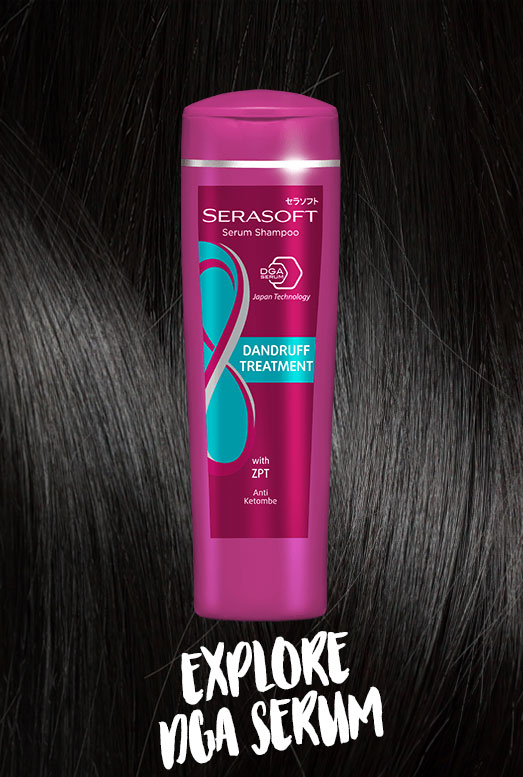 セラソフト
SERASOFT
Serum Shampoo
DGA
SERUM
Japan Technology
DANDRUFF
TREATMENT
with
ZPT
Anti
Ketombe
EXPLORE
DGA SERUM